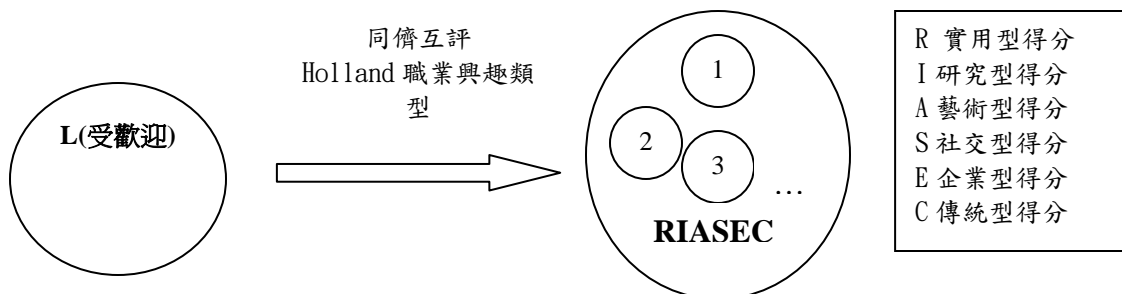 L(受歡迎)
同儕互評
Holland 職業興趣類
型
1
2
3
…
RIASEC
R 實用型得分
I 研究型得分
A 藝術型得分
S 社交型得分
E 企業型得分
C 傳統型得分